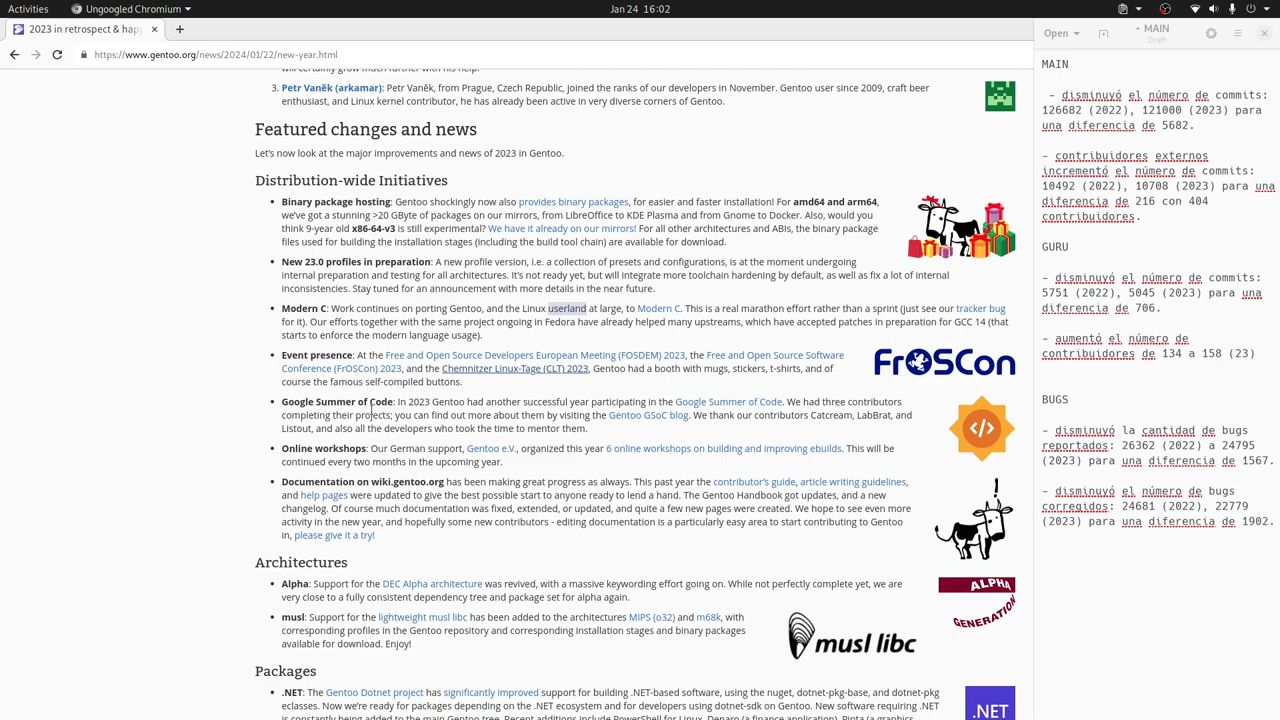 Activities
Ungoogled Chromium
Jan 24 16:02
2023 in retrospect & hap
https://www.gentoo.org/news/2024/01/22/new-year.html
will certainly grow much further with his help.
3. Petr Vaněk (arkamar): Petr Vaněk, from Prague, Czech Republic, joined the ranks of our developers in November. Gentoo user since 2009, craft beer
enthusiast, and Linux kernel contributor, he has already been active in very diverse corners of Gentoo.
Featured changes and news
Let's now look at the major improvements and news of 2023 in Gentoo.
Distribution-wide Initiatives
• Binary package hosting: Gentoo shockingly now also provides binary packages, for easier and faster installation! For amd64 and arm64,
we've got a stunning >20 GByte of packages on our mirrors, from LibreOffice to KDE Plasma and from Gnome to Docker. Also, would you
think 9-year old x86-64-v3 is still experimental? We have it already on our mirrors! For all other architectures and ABIs, the binary package
files used for building the installation stages (including the build tool chain) are available for download.
• New 23.0 profiles in preparation: A new profile version, i.e. a collection of presets and configurations, is at the moment undergoing
internal preparation and testing for all architectures. It's not ready yet, but will integrate more toolchain hardening by default, as well as fix a lot of internal
inconsistencies. Stay tuned for an announcement with more details in the near future.
• Modern C: Work continues on porting Gentoo, and the Linux userland at large, to Modern C. This is a real marathon effort rather than a sprint (just see our tracker bug
for it). Our efforts together with the same project ongoing in Fedora have already helped many upstreams, which have accepted patches in preparation for GCC 14 (that
starts to enforce the modern language usage).
• Event presence: At the Free and Open Source Developers European Meeting (FOSDEM) 2023, the Free and Open Source Software
Conference (FrOSCon) 2023, and the Chemnitzer Linux-Tage (CLT) 2023, Gentoo had a booth with mugs, stickers, t-shirts, and of
course the famous self-compiled buttons.
FrOSCon
• Google Summer of Code: In 2023 Gentoo had another successful year participating in the Google Summer of Code. We had three contributors
completing their projects; you can find out more about them by visiting the Gentoo GSoC blog. We thank our contributors Catcream, LabBrat, and
Listout, and also all the developers who took the time to mentor them.
</>
• Online workshops: Our German support, Gentoo e.V., organized this year 6 online workshops on building and improving ebuilds. This will be
continued every two months in the upcoming year.
• Documentation on wiki.gentoo.org has been making great progress as always. This past year the contributor's guide, article writing guidelines,
and help pages were updated to give the best possible start to anyone ready to lend a hand. The Gentoo Handbook got updates, and a new
changelog. Of course much documentation was fixed, extended, or updated, and quite a few new pages were created. We hope to see even more
activity in the new year, and hopefully some new contributors - editing documentation is a particularly easy area to start contributing to Gentoo
in, please give it a try!
!
Architectures
• Alpha: Support for the DEC Alpha architecture was revived, with a massive keywording effort going on. While not perfectly complete yet, we are
very close to a fully consistent dependency tree and package set for alpha again.
ALPHA
GENERATION
• musl: Support for the lightweight musl libc has been added to the architectures MIPS (o32) and m68k, with
corresponding profiles in the Gentoo repository and corresponding installation stages and binary packages
available for download. Enjoy!
musl libc
Packages
• .NET: The Gentoo Dotnet project has significantly improved support for building .NET-based software, using the nuget, dotnet-pkg-base, and dotnet-pkg
eclasses. Now we're ready for packages depending on the .NET ecosystem and for developers using dotnet-sdk on Gentoo. New software requiring .NET
is constantly being added to the main Gentoo tree. Recent additions include PowerShell for Linux, Denaro (a finance application), Pinta (a graphics
.NET
Open
• MAIN
Draft
MAIN
- disminuyó el número de commits:
126682 (2022), 121000 (2023) para
una diferencia de 5682.
- contribuidores externos
incrementó el número de commits:
10492 (2022), 10708 (2023) para una
diferencia de 216 con 404
contribuidores.
GURU
- disminuyó el número de commits:
5751 (2022), 5045 (2023) para una
diferencia de 706.
- aumentó el número de
contribuidores de 134 a 158 (23)
BUGS
- disminuyó la cantidad de bugs
reportados: 26362 (2022) a 24795
(2023) para una diferencia de 1567.
- disminuyó el número de bugs
corregidos: 24681 (2022), 22779
(2023) para una diferencia de 1902.